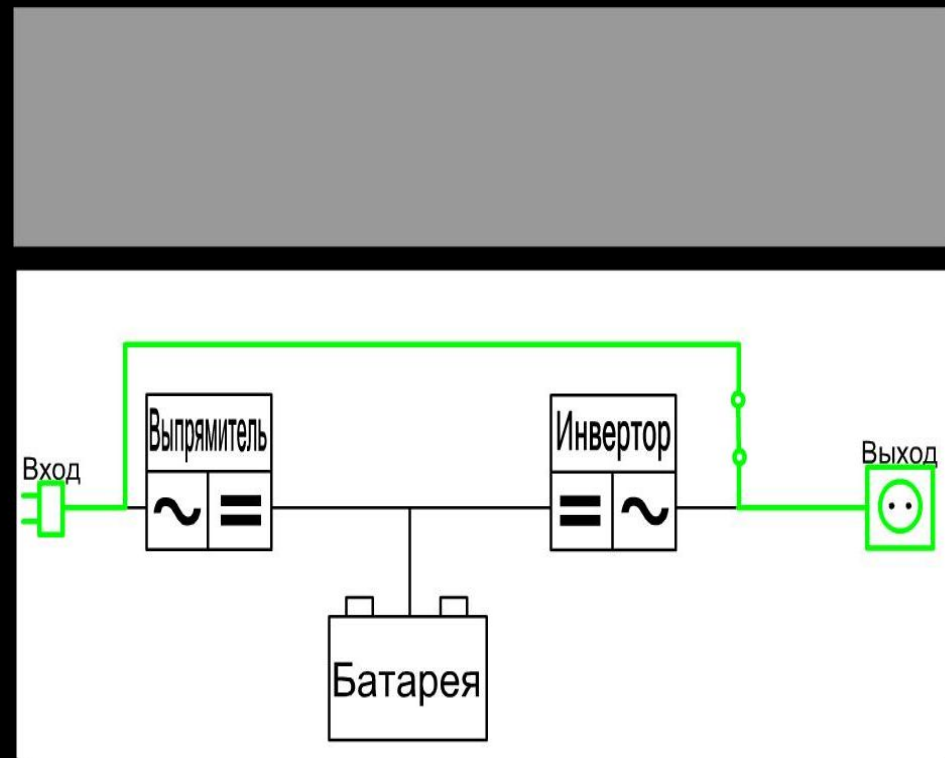 Выпрямитель
Инвертор
Вход
Выход
Батарея